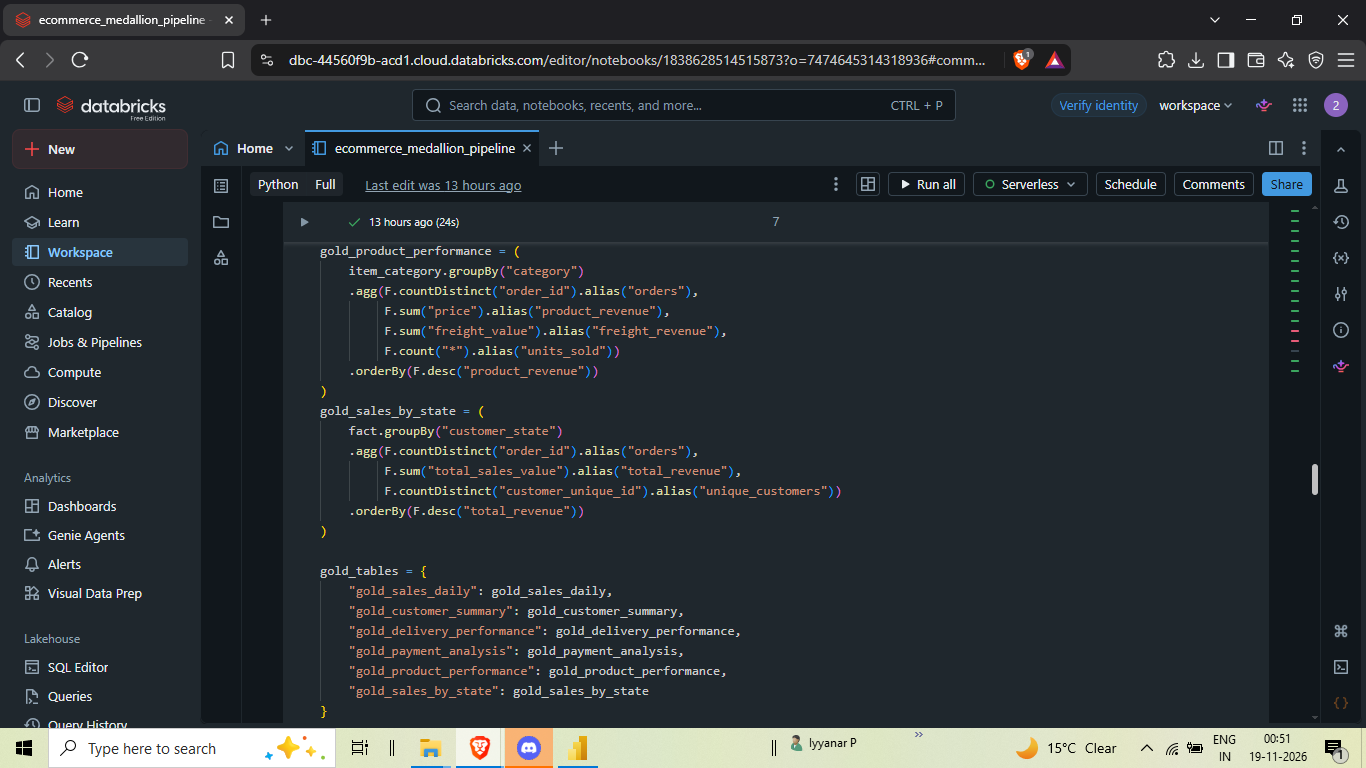 ecommerce_medallion_pipeline
dbc-44560f9b-acd1.cloud.databricks.com/editor/notebooks/1838628514515873?o=7474645314318936#comm...
1
databricks
Free Edition
Search data, notebooks, recents, and more...
CTRL + P
Verify identity
workspace
2
New
Home
Learn
Workspace
Recents
Catalog
Jobs & Pipelines
Compute
Discover
Marketplace
Analytics
Dashboards
Genie Agents
Alerts
Visual Data Prep
Lakehouse
SQL Editor
Queries
Query History
Home
ecommerce_medallion_pipeline
Python
Full
Last edit was 13 hours ago
Run all
Serverless
Schedule
Comments
Share
13 hours ago (24s)
7
gold_product_performance = (
item_category.groupBy("category")
.agg(F.countDistinct("order_id").alias("orders"),
F.sum("price").alias("product_revenue"),
F.sum("freight_value").alias("freight_revenue"),
F.count("*").alias("units_sold"))
.orderBy(F.desc("product_revenue"))
)
gold_sales_by_state = (
fact.groupBy("customer_state")
.agg(F.countDistinct("order_id").alias("orders"),
F.sum("total_sales_value").alias("total_revenue"),
F.countDistinct("customer_unique_id").alias("unique_customers"))
.orderBy(F.desc("total_revenue"))
)
gold_tables = {
"gold_sales_daily": gold_sales_daily,
"gold_customer_summary": gold_customer_summary,
"gold_delivery_performance": gold_delivery_performance,
"gold_payment_analysis": gold_payment_analysis,
"gold_product_performance": gold_product_performance,
"gold_sales_by_state": gold_sales_by_state
}
Type here to search
Iyyanar P
15°C Clear
ENG
IN
00:51
19-11-2026
1